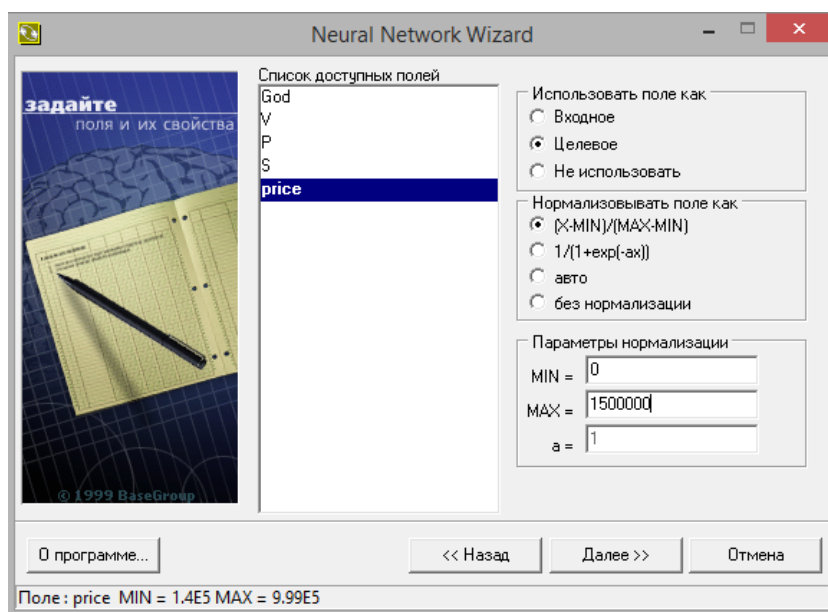 Neural Network Wizard
задайте
поля и их свойства
© 1999 BaseGroup
Список доступных полей
God
V
P
S
price
Использовать поле как
Входное
Целевое
Не использовать
Нормализовывать поле как
(X-MIN)/(MAX-MIN)
1/(1+exp(-ax))
авто
без нормализации
Параметры нормализации
MIN = 0
MAX = 1500000
a = 1
О программе...
<< Назад
Далее >>
Отмена
Поле : price MIN = 1.4E5 MAX = 9.99E5